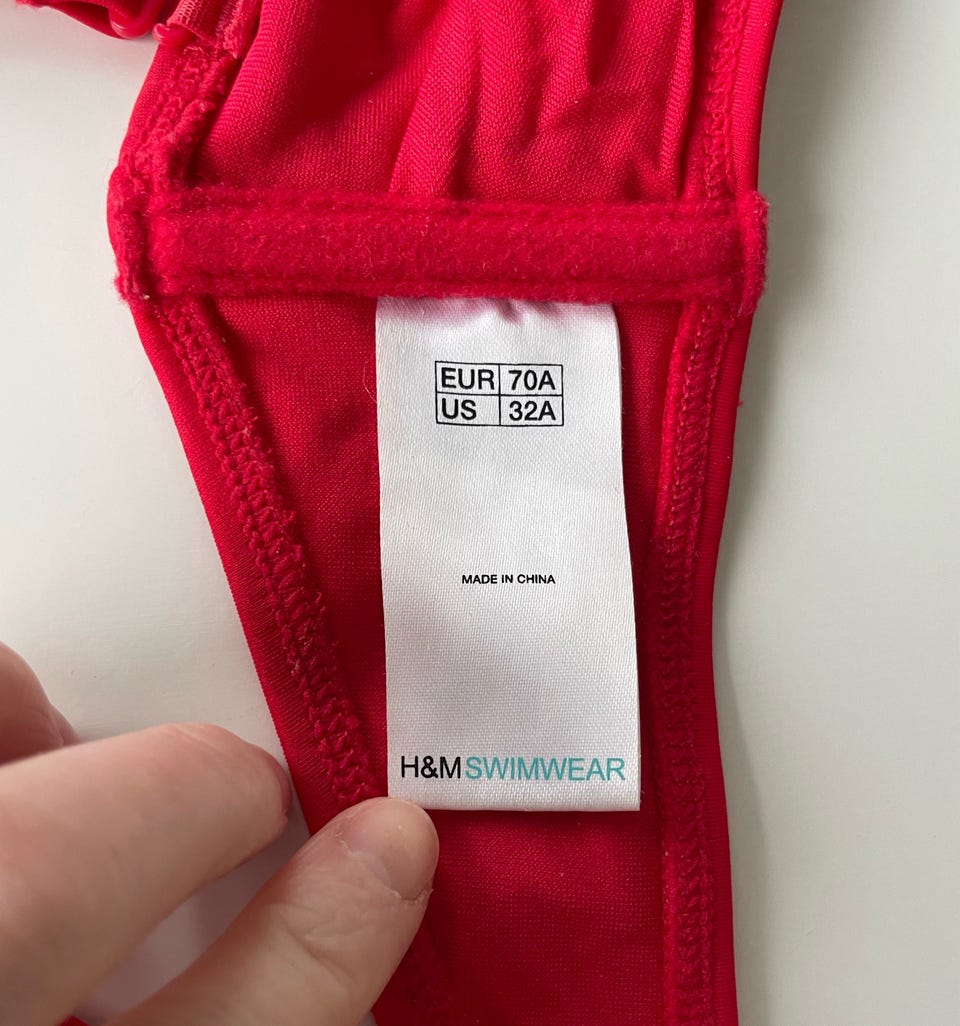 EUR 70A
US 32A
MADE IN CHINA
H&M SWIMWEAR